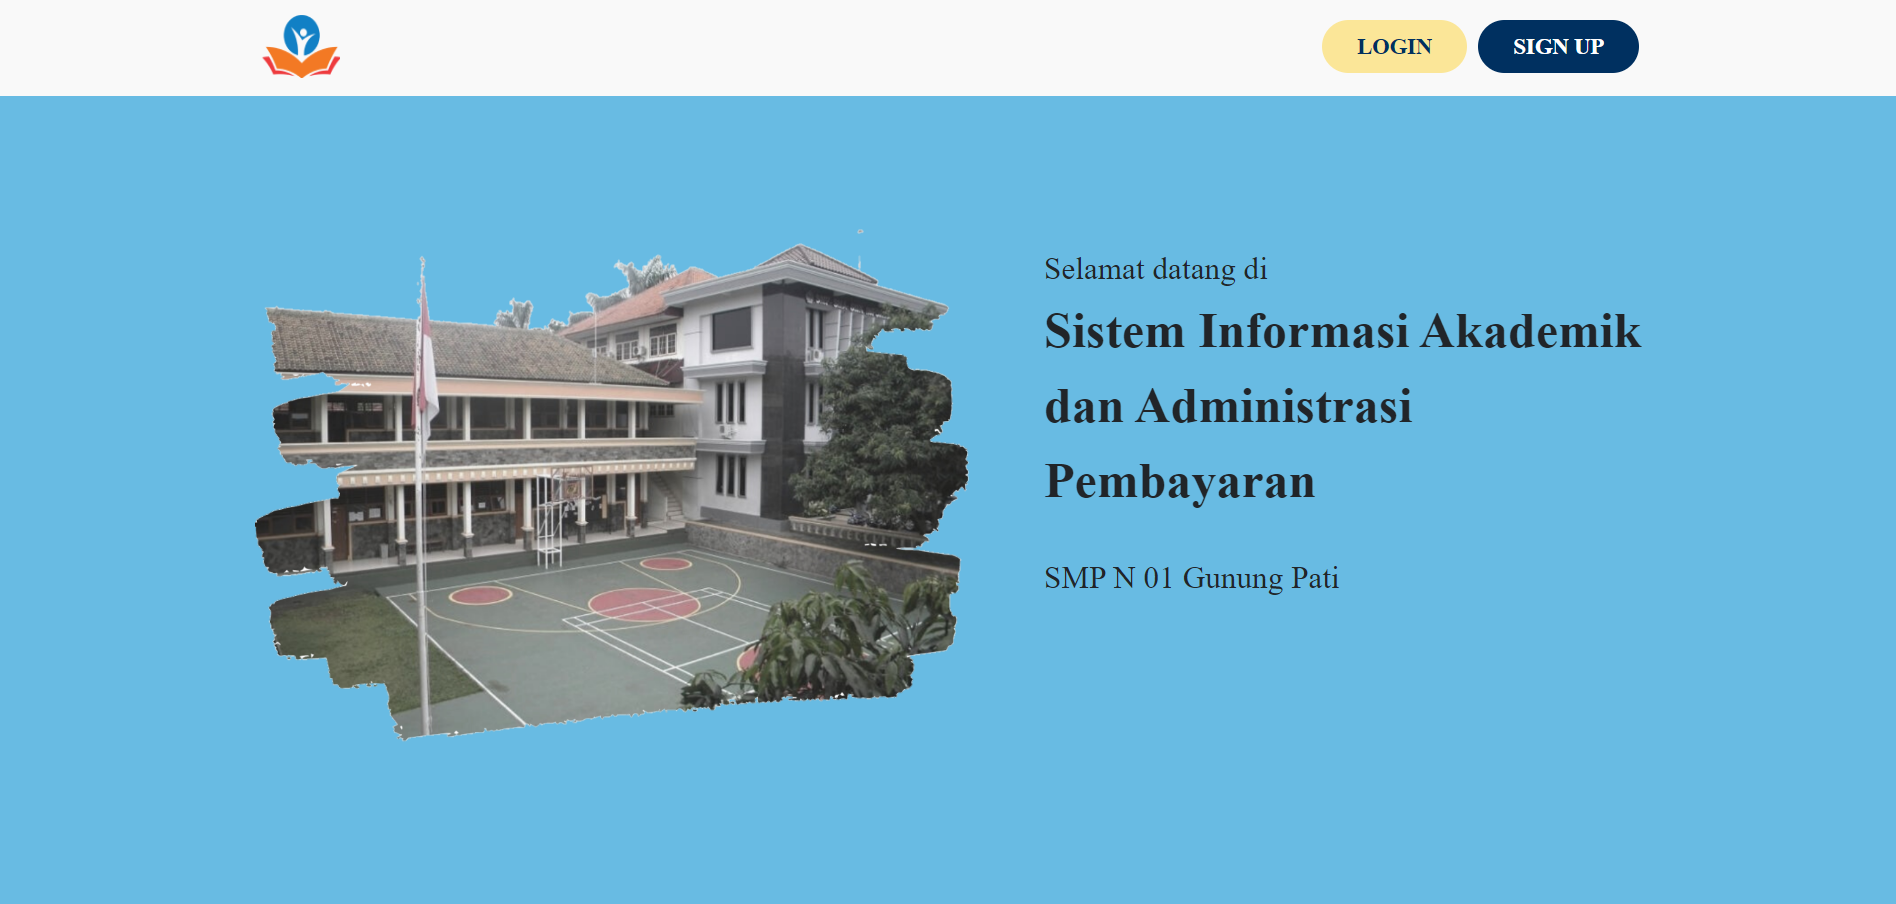 LOGIN
SIGN UP
Selamat datang di
Sistem Informasi Akademik
dan Administrasi
Pembayaran
SMP N 01 Gunung Pati